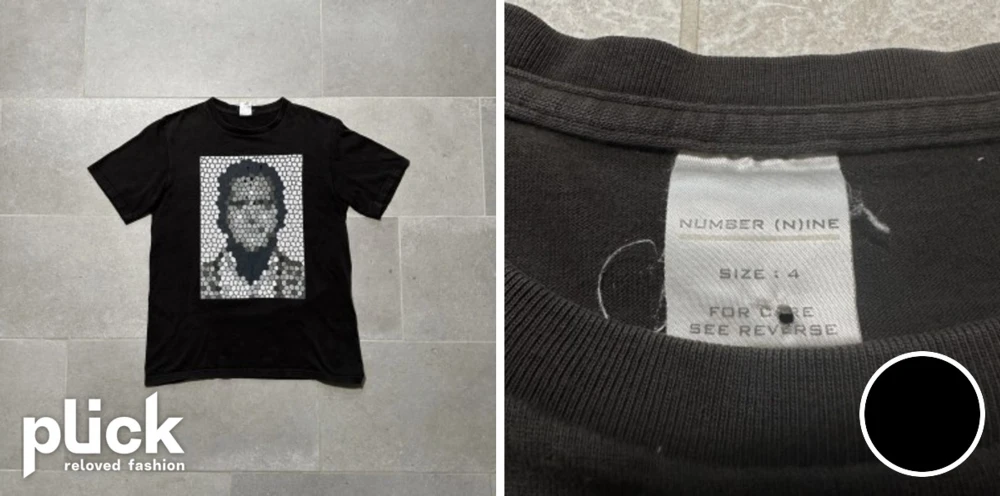 plick
reloved fashion
NUMBER (N)INE
SIZE : 4
FOR CARE
SEE REVERSE